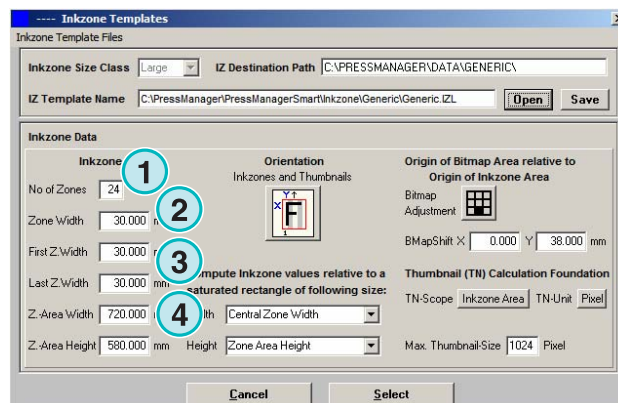 ---- Inkzone Templates
Inkzone Template Files
Inkzone Size Class Large IZ Destination Path C:\PRESSMANAGER\DATA\GENERIC\
IZ Template Name C:\PressManager\PressManagerSmart\Inkzone\Generic\Generic.IZL Open Save
Inkzone Data
Inkzone
1
No of Zones 24
2
Zone Width 30.000
First Z.Width 30.000
3
Last Z.Width 30.000 mm
Z.-Area Width 720.000
4
Z.-Area Height 580.000 mm
Orientation
Inkzones and Thumbnails
Y
X F
1
mpute Inkzone values relative to a
saturated rectangle of following size:
Central Zone Width
Height Zone Area Height
Origin of Bitmap Area relative to
Origin of Inkzone Area
Bitmap
Adjustment
BMapShift X 0.000 Y 38.000 mm
Thumbnail (TN) Calculation Foundation
TN-Scope Inkzone Area TN-Unit Pixel
Max. Thumbnail-Size 1024 Pixel
Cancel Select